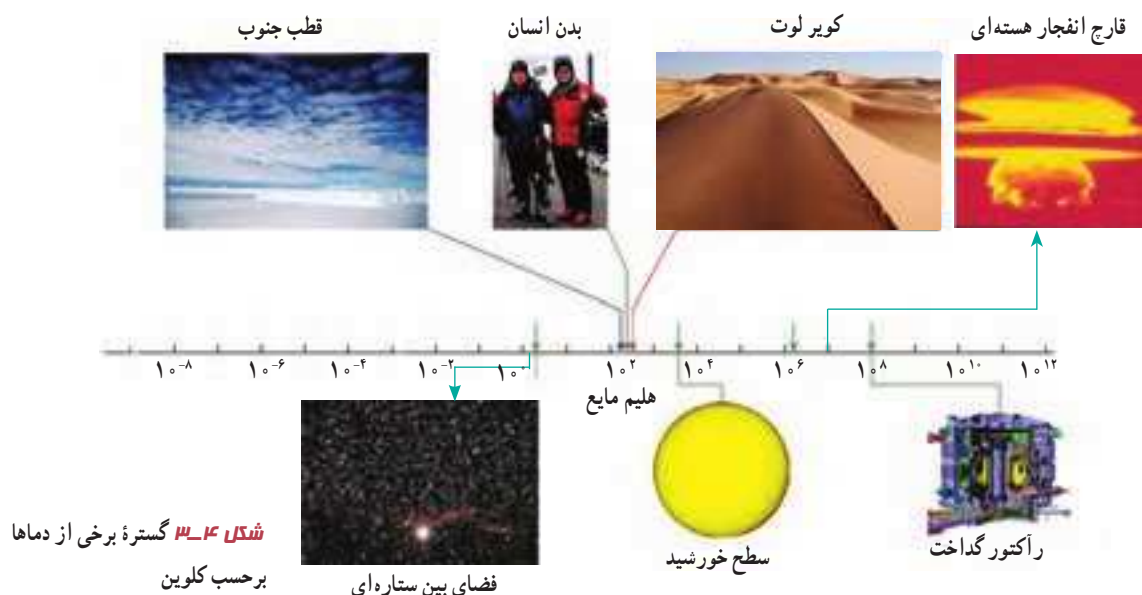 قطب جنوب
بدن انسان
کویر لوت
قارچ انفجار هسته‌ای
۱۰⁻⁸ ۱۰⁻⁶ ۱۰⁻⁴ ۱۰⁻² ۱۰⁰ ۱۰² ۱۰⁴ ۱۰⁶ ۱۰⁸ ۱۰¹⁰ ۱۰¹²
هلیم مایع
سطح خورشید
رآکتور گداخت
فضای بین ستاره‌ای
شکل ۴ـ۳ گسترهٔ برخی از دماها
برحسب کلوین